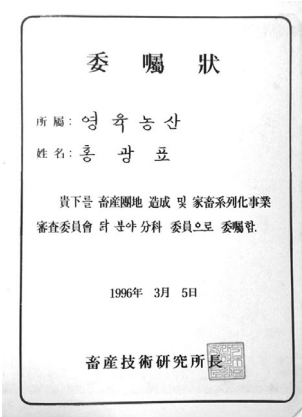 委囑狀
所屬: 영육농산
姓名: 홍광표
貴下를 畜産團地 造成 및 家畜系列化事業
審査委員會 닭 분야 分科 委員으로 委囑함.
1996年 3月 5日
畜産技術硏究所長